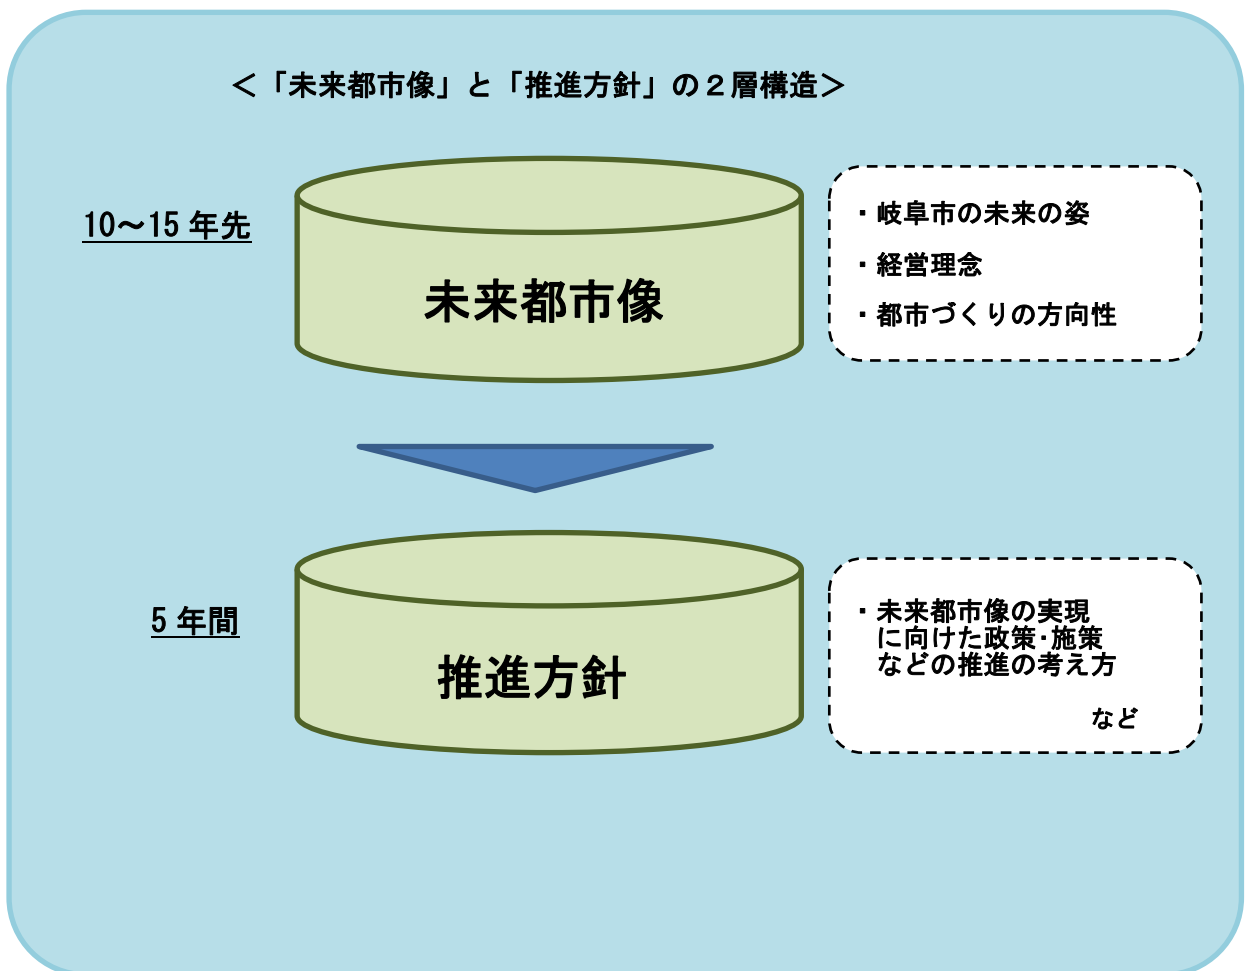 ＜「未来都市像」と「推進方針」の２層構造＞
10～15 年先
未来都市像
・岐阜市の未来の姿
・経営理念
・都市づくりの方向性
5 年間
推進方針
・未来都市像の実現
に向けた政策・施策
などの推進の考え方
など